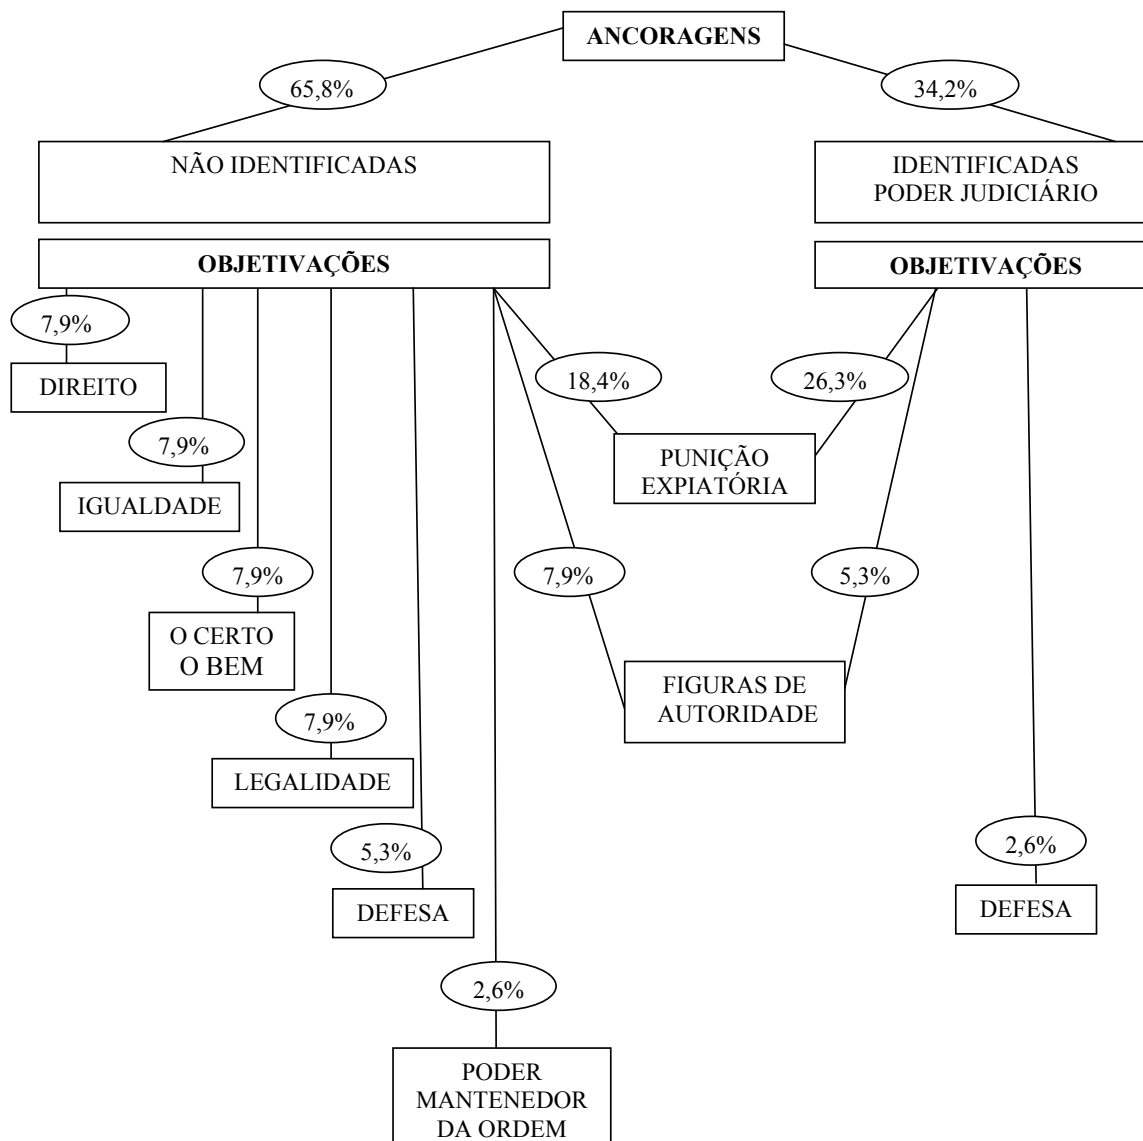 ANCORAGENS
65,8%
34,2%
NÃO IDENTIFICADAS
IDENTIFICADAS
PODER JUDICIÁRIO
OBJETIVAÇÕES
OBJETIVAÇÕES
7,9%
DIREITO
18,4%
26,3%
7,9%
IGUALDADE
PUNIÇÃO
EXPIATÓRIA
7,9%
7,9%
5,3%
O CERTO
O BEM
FIGURAS DE
AUTORIDADE
7,9%
LEGALIDADE
5,3%
2,6%
DEFESA
DEFESA
2,6%
PODER
MANTENEDOR
DA ORDEM